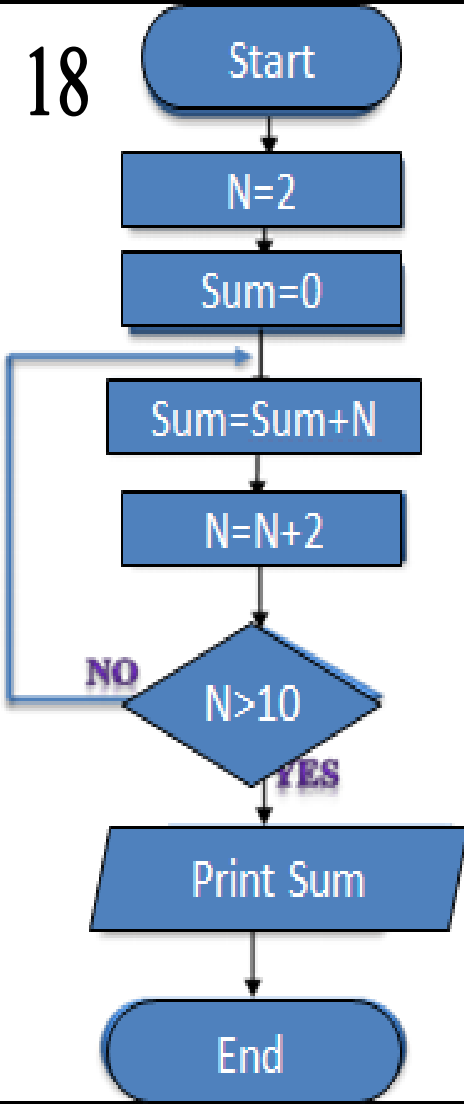 18
Start
N=2
Sum=0
Sum=Sum+N
N=N+2
NO
N>10
YES
Print Sum
End